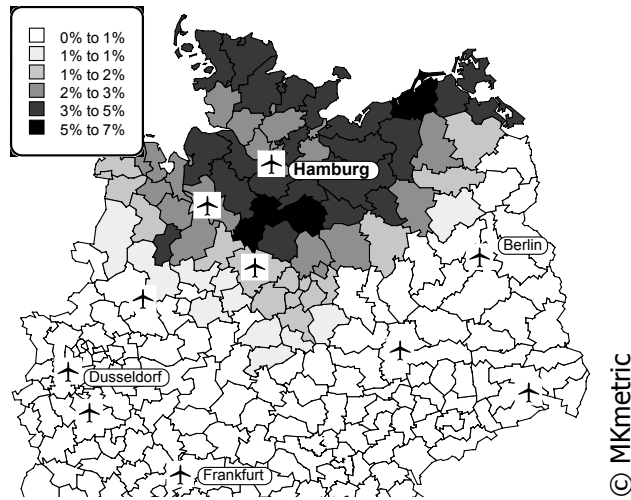 0% to 1%
1% to 1%
1% to 2%
2% to 3%
3% to 5%
5% to 7%
Hamburg
Berlin
Dusseldorf
Frankfurt
© MKmetric